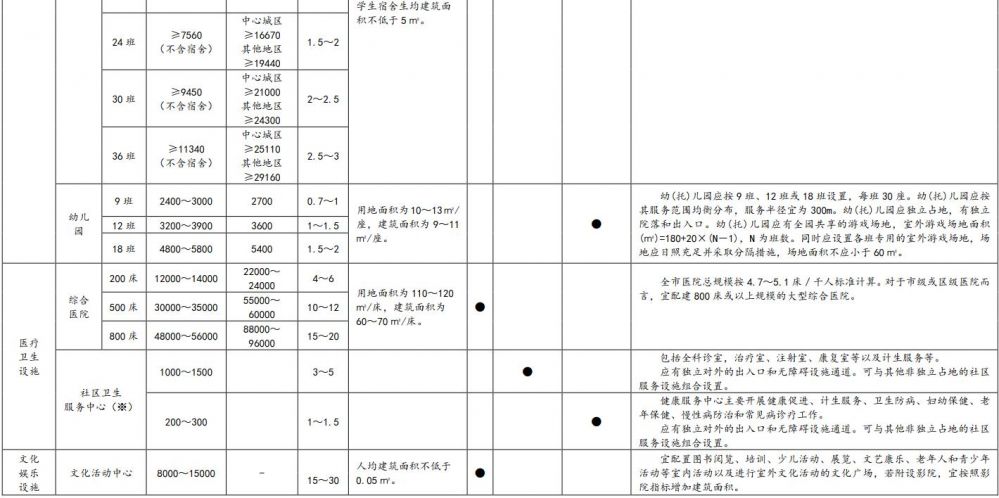 学生宿舍生均建筑面
积不低于 5 ㎡。
24 班
≥7560
(不含宿舍)
中心城区
≥16670
其他地区
≥19440
1.5～2
30 班
≥9450
(不含宿舍)
中心城区
≥21000
其他地区
≥24300
2～2.5
36 班
≥11340
(不含宿舍)
中心城区
≥25110
其他地区
≥29160
2.5～3
幼儿
园
9 班
2400～3000
2700
0.7～1
12 班
3200～3900
3600
1～1.5
18 班
4800～5800
5400
1.5～2
用地面积为 10～13㎡/
座，建筑面积为 9～11
㎡/座。
●
幼(托)儿园应按 9 班、12 班或 18 班设置，每班 30 座。幼(托)儿园应按
其服务范围均衡分布，服务半径宜为 300m。幼(托)儿园应独立占地，有独立
院落和出入口。幼(托)儿园应有全园共享的游戏场地，室外游戏场地面积
(㎡)=180+20×(N－1)，N 为班数。同时应设置各班专用的室外游戏场地，场
地应日照充足并采取分隔措施，场地面积不应小于 60 ㎡。
医疗
卫生
设施
综合
医院
200 床
12000～14000
22000～
24000
4～6
500 床
30000～35000
55000～
60000
10～12
800 床
48000～56000
88000～
96000
15～20
用地面积为 110～120
㎡/床，建筑面积为
60～70 ㎡/床。
●
全市医院总规模按 4.7～5.1 床／千人标准计算。对于市级或区级医院而
言，宜配建 800 床或以上规模的大型综合医院。
社区卫生
服务中心(※)
1000～1500
3～5
●
包括全科诊室，治疗室、注射室、康复室等以及计生服务等。
应有独立对外的出入口和无障碍设施通道。可与其他非独立占地的社区
服务设施组合设置。
200～300
1～1.5
●
健康服务中心主要开展健康促进、计生服务、卫生防病、妇幼保健、老
年保健、慢性病防治和常见病诊疗工作。
应有独立对外的出入口和无障碍设施通道。可与其他非独立占地的社区
服务设施组合设置。
文化
娱乐
设施
文化活动中心
8000～15000
－
15～30
人均建筑面积不低于
0.05 ㎡。
●
宜配置图书阅览、培训、少儿活动、展览、文艺康乐、老年人和青少年
活动等室内活动以及进行室外文化活动的文化广场，若附设影院，宜按照影
院指标增加建筑面积。